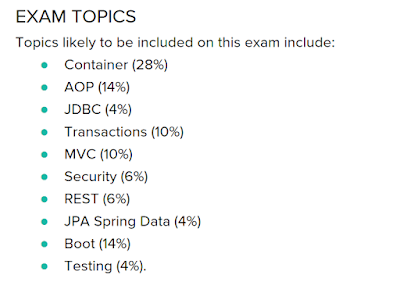 EXAM TOPICS
Topics likely to be included on this exam include:
● Container (28%)
● AOP (14%)
● JDBC (4%)
● Transactions (10%)
● MVC (10%)
● Security (6%)
● REST (6%)
● JPA Spring Data (4%)
● Boot (14%)
● Testing (4%).